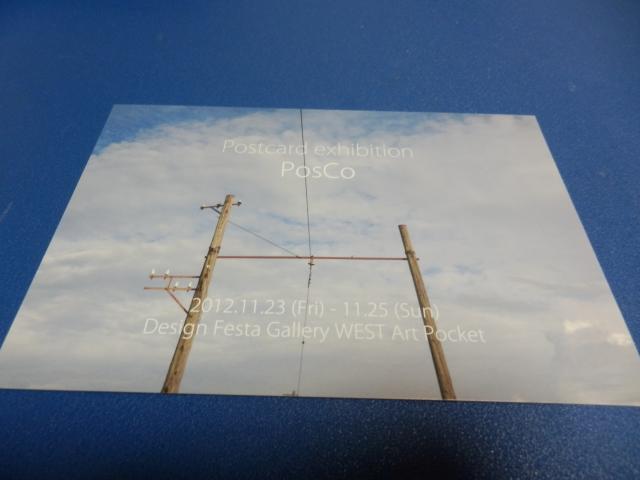 Postcard exhibition
PosCo
2012.11.23 (Fri) - 11.25 (Sun)
Design Festa Gallery WEST Art Pocket